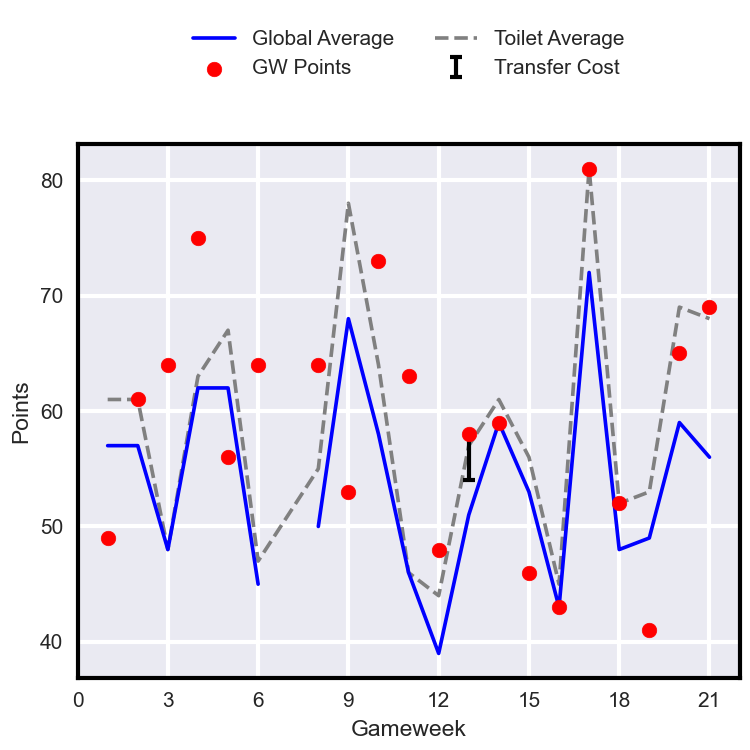 Global Average
Toilet Average
GW Points
Transfer Cost
80
70
60
50
40
Points
0 3 6 9 12 15 18 21
Gameweek